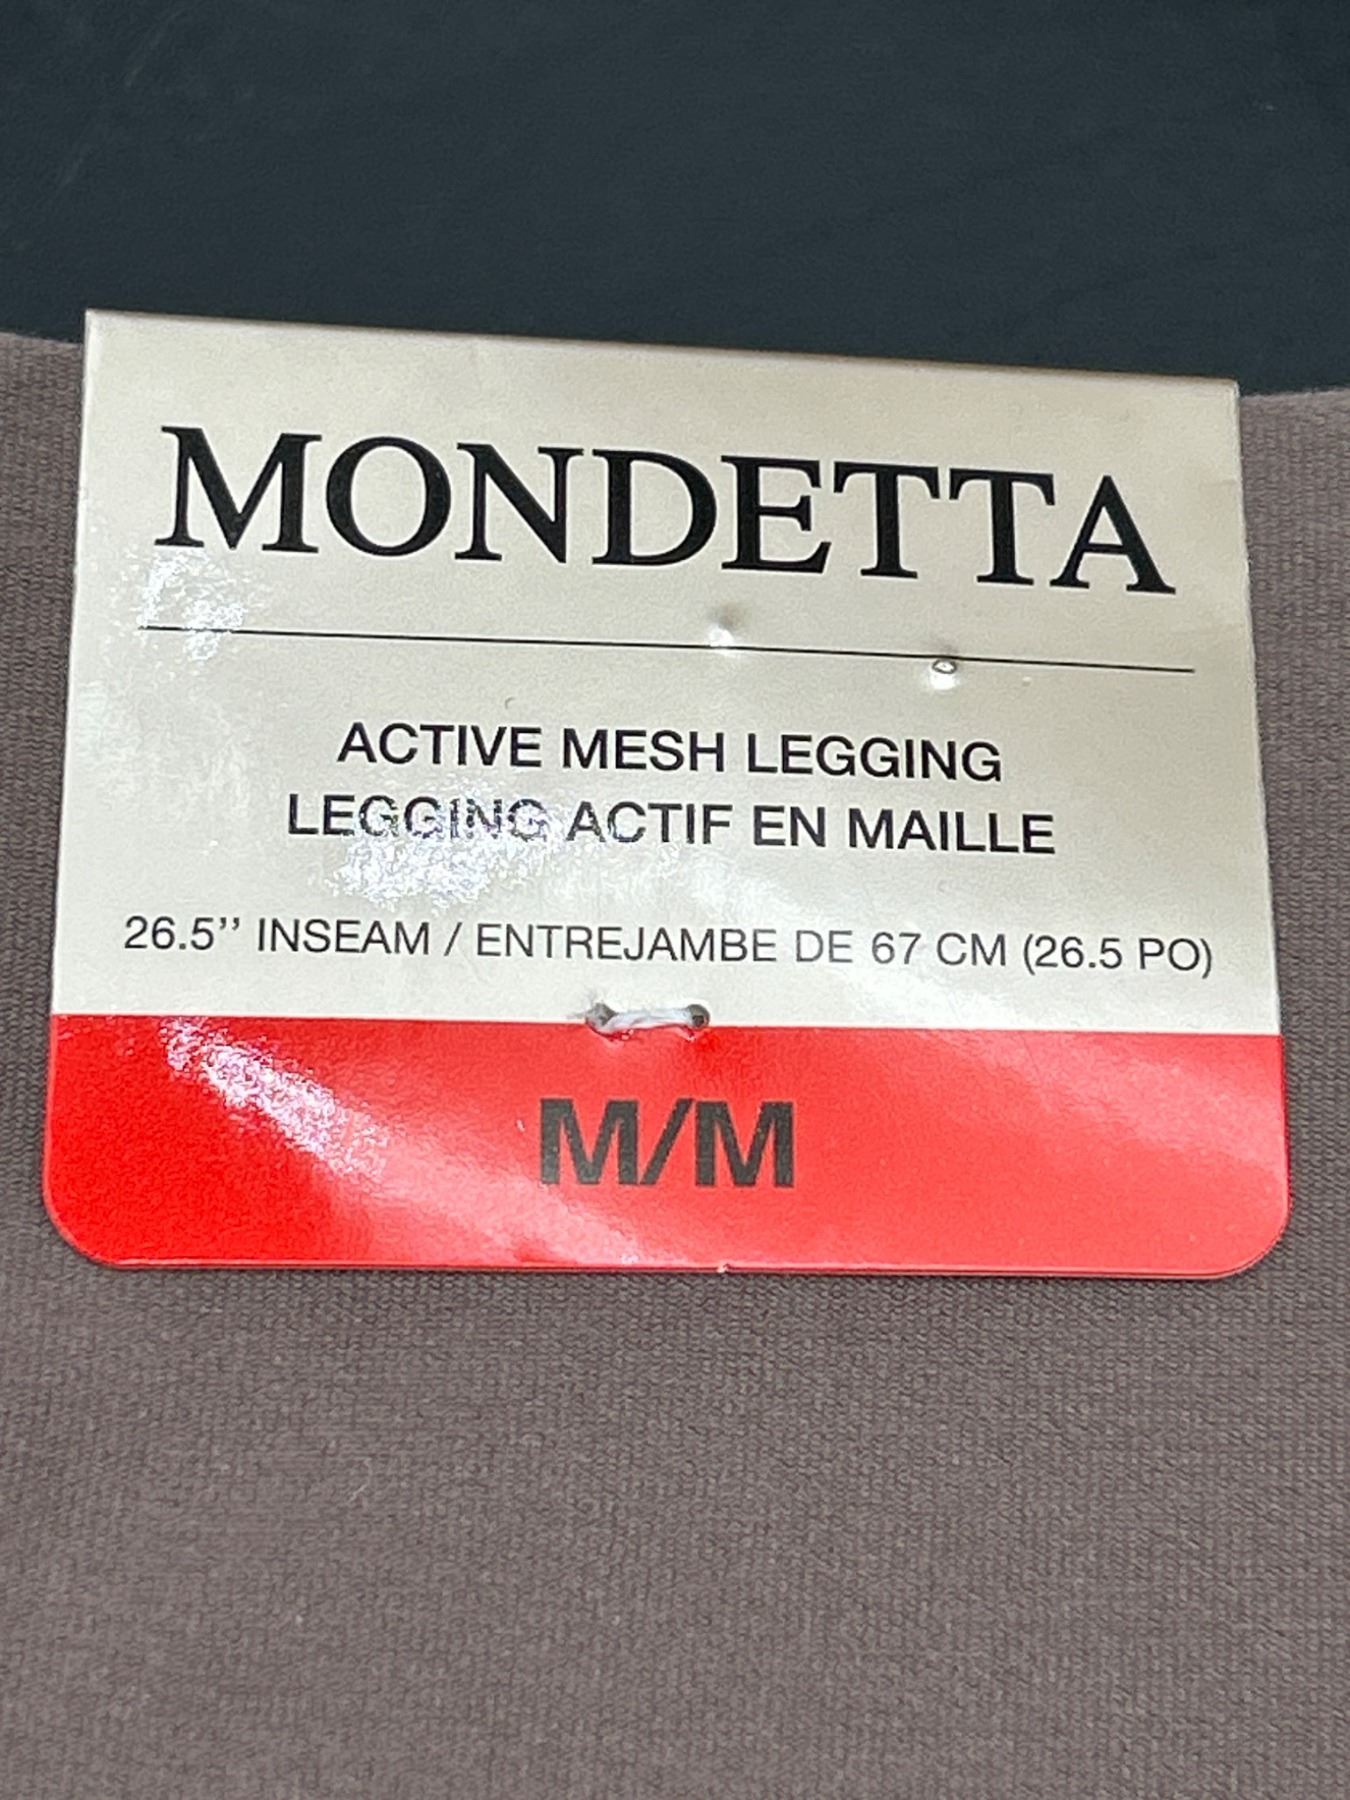 MONDETTA
ACTIVE MESH LEGGING
LEGGING ACTIF EN MAILLE
26.5’’ INSEAM / ENTREJAMBE DE 67 CM (26.5 PO)
M/M